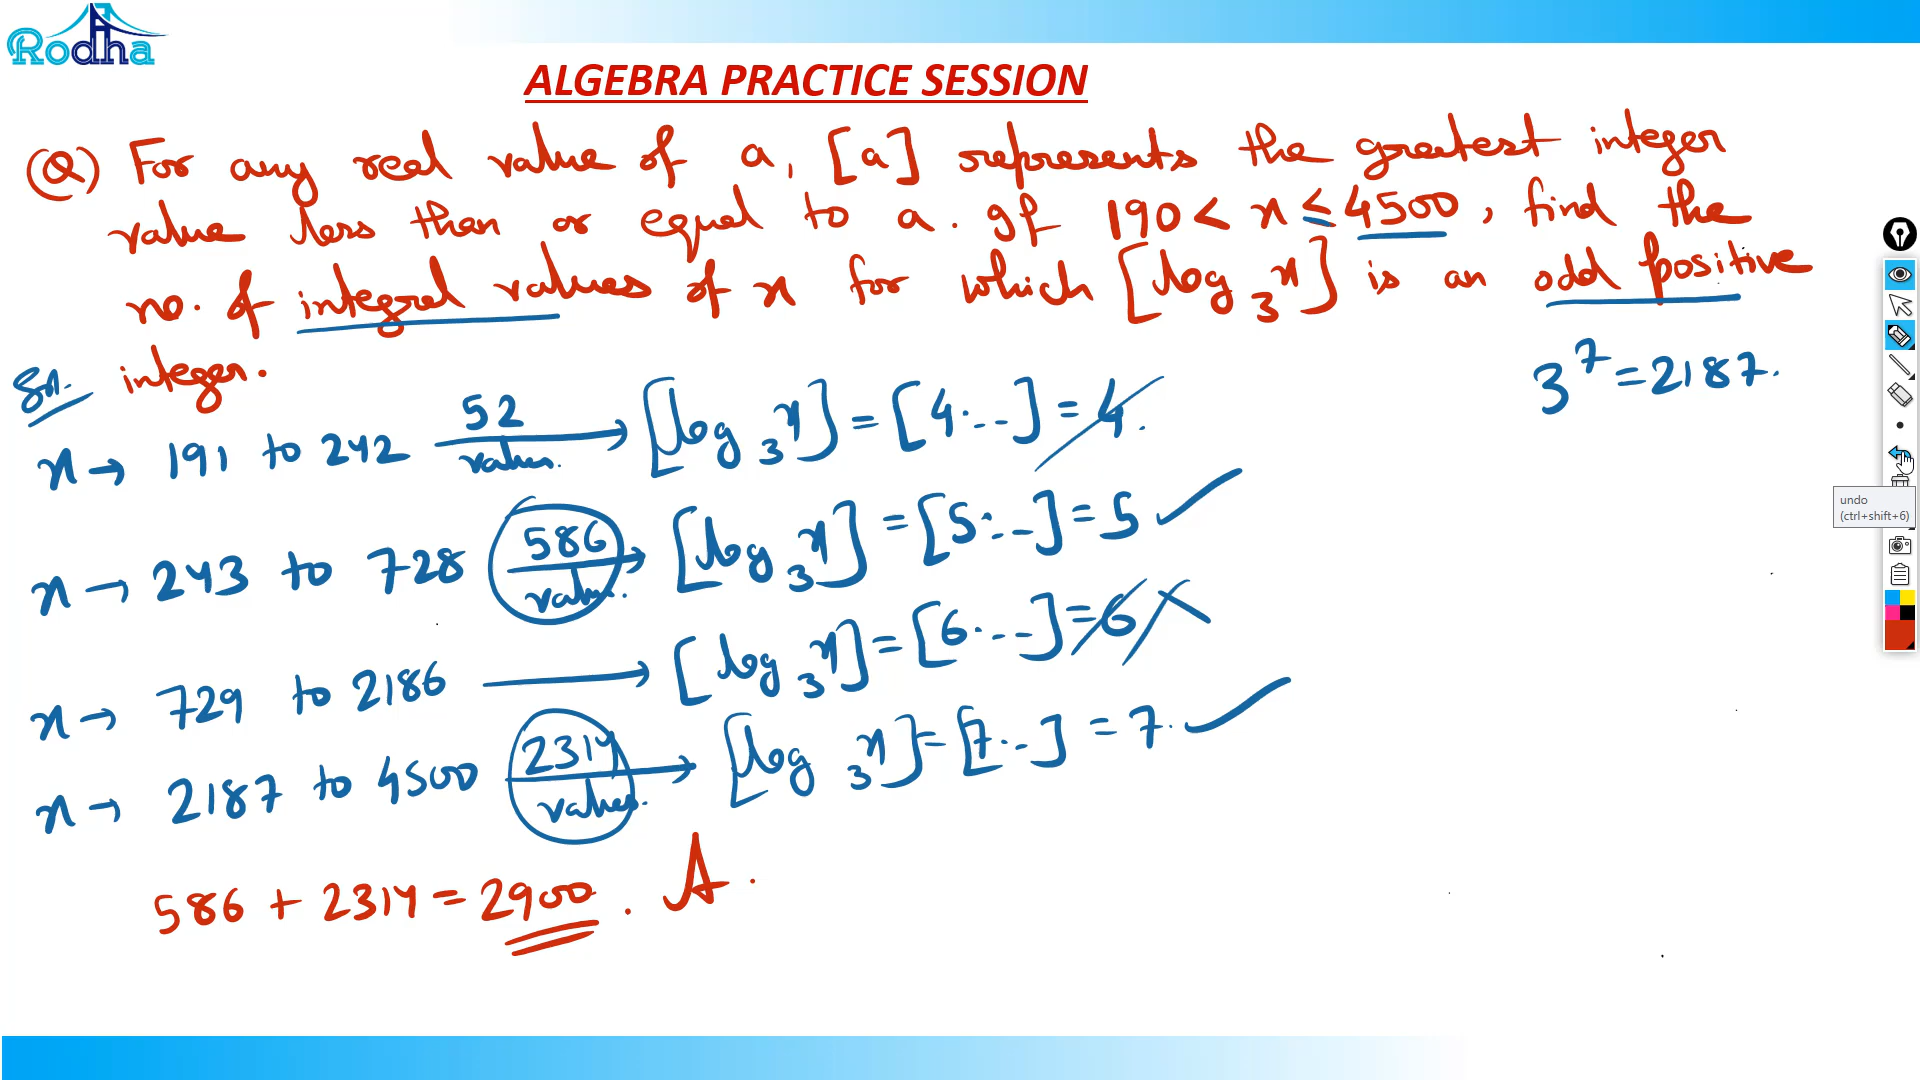 Rodha
ALGEBRA PRACTICE SESSION
(Q) For any real value of a, [a] represents the greatest integer
value less than or equal to a. If 190 < x ≤ 4500, find the
no. of integral values of x for which [log₃x] is an odd positive
integer.
Sol.
3⁷ = 2187.
x → 191 to 242 52 values. → [log₃x] = [4. - -] = 4.
x → 243 to 728 586 values. → [log₃x] = [5. - -] = 5 ✓
x → 729 to 2186 → [log₃x] = [6. - -] = 6 ×
x → 2187 to 4500 2314 values. → [log₃x] = [7. - -] = 7. ✓
586 + 2314 = 2900. A.
undo
(ctrl+shift+6)